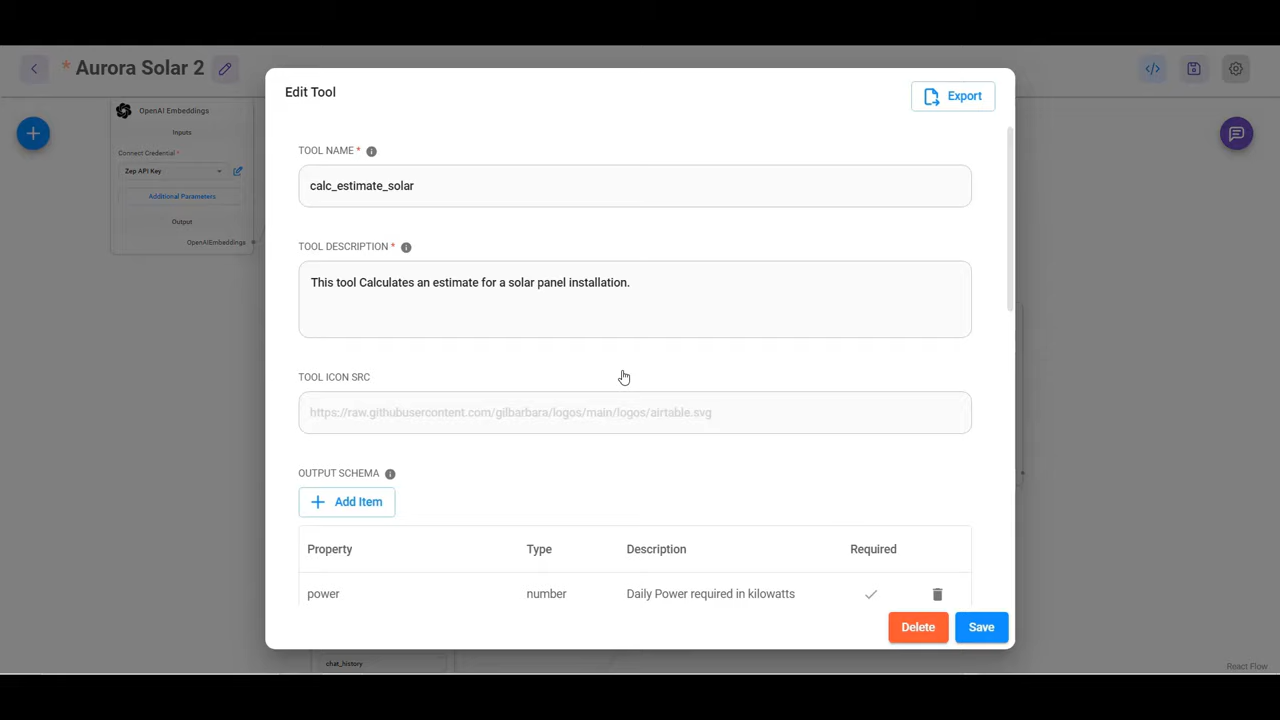 * Aurora Solar 2
OpenAI Embeddings
Inputs
Connect Credential *
Zep API Key
Additional Parameters
Output
OpenAIEmbeddings
Edit Tool
Export
TOOL NAME *
calc_estimate_solar
TOOL DESCRIPTION *
This tool Calculates an estimate for a solar panel installation.
TOOL ICON SRC
https://raw.githubusercontent.com/gilbarbara/logos/main/logos/airtable.svg
OUTPUT SCHEMA
Add Item
Property Type Description Required
power number Daily Power required in kilowatts
Delete Save
chat_history
React Flow